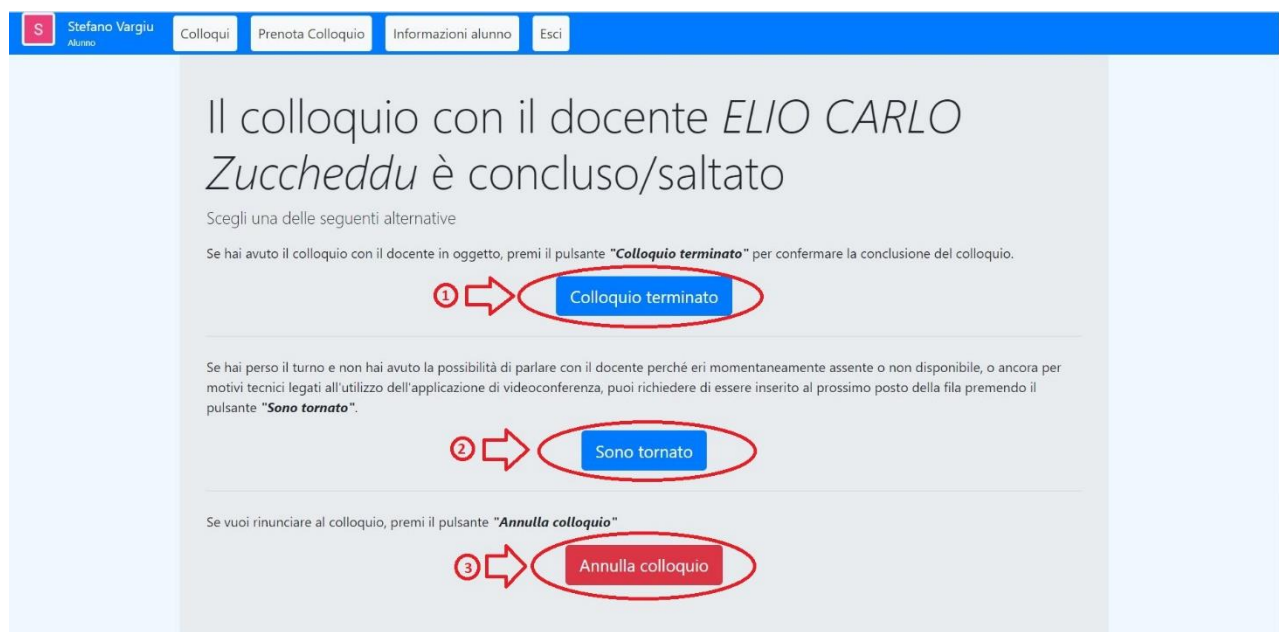 S
Stefano Vargiu
Alunno
Colloqui
Prenota Colloquio
Informazioni alunno
Esci
Il colloquio con il docente ELIO CARLO
Zuccheddu è concluso/saltato
Scegli una delle seguenti alternative
Se hai avuto il colloquio con il docente in oggetto, premi il pulsante "Colloquio terminato" per confermare la conclusione del colloquio.
1
Colloquio terminato
Se hai perso il turno e non hai avuto la possibilità di parlare con il docente perché eri momentaneamente assente o non disponibile, o ancora per
motivi tecnici legati all'utilizzo dell'applicazione di videoconferenza, puoi richiedere di essere inserito al prossimo posto della fila premendo il
pulsante "Sono tornato".
2
Sono tornato
Se vuoi rinunciare al colloquio, premi il pulsante "Annulla colloquio"
3
Annulla colloquio